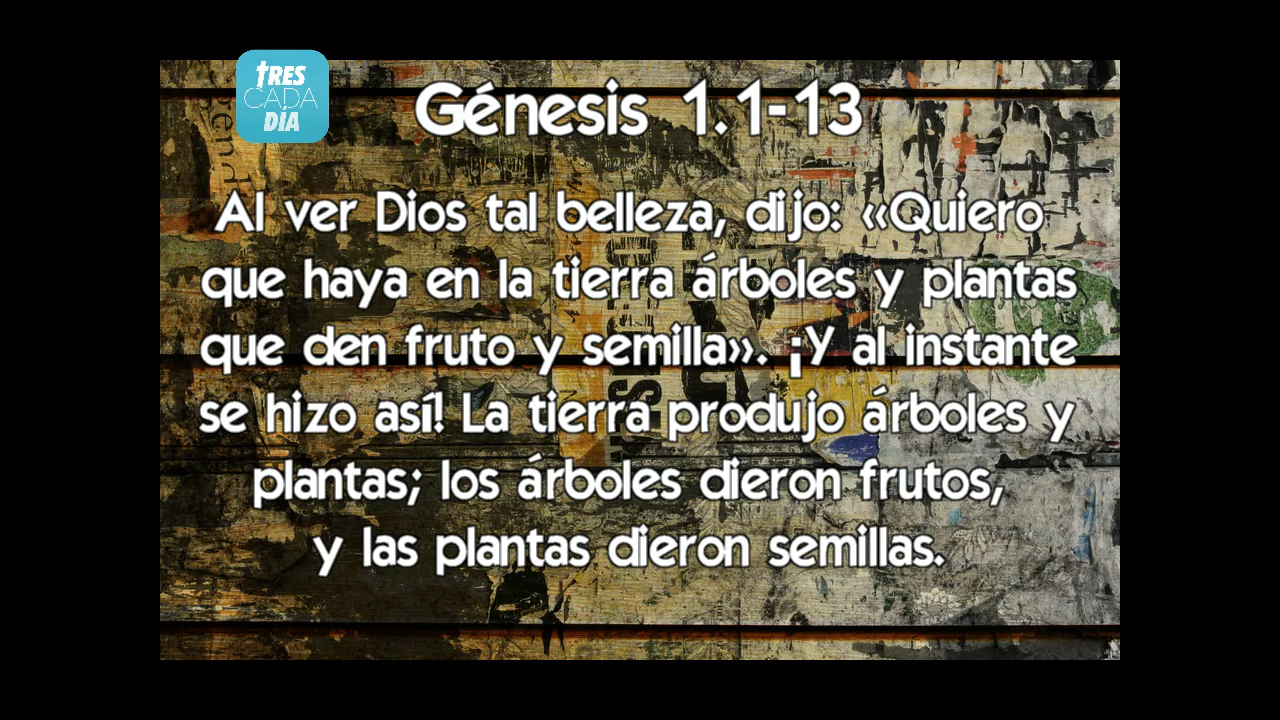 tRES
CADA
DÍA
Génesis 1.1-13
Al ver Dios tal belleza, dijo: «Quiero
que haya en la tierra árboles y plantas
que den fruto y semilla». ¡Y al instante
se hizo así! La tierra produjo árboles y
plantas; los árboles dieron frutos,
y las plantas dieron semillas.